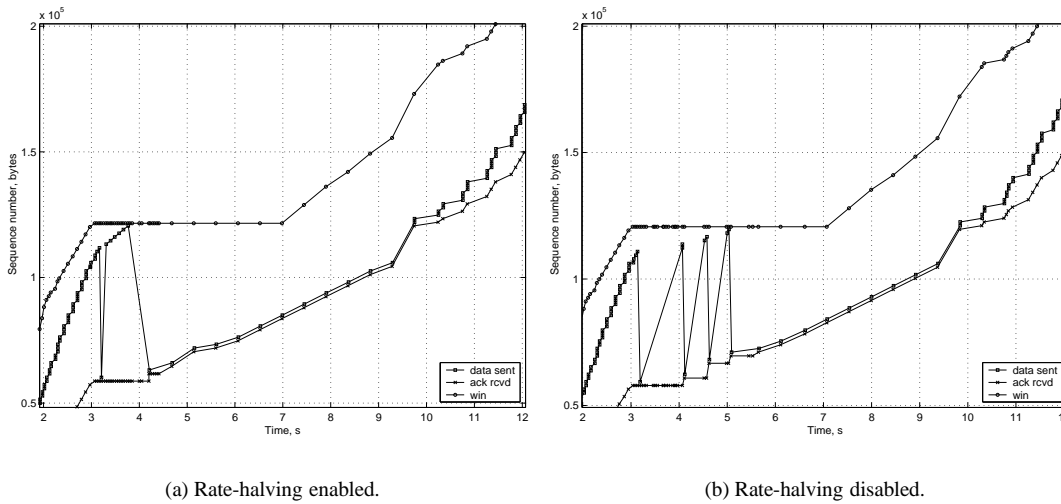 x 10^5
2
1.5
1
0.5
Sequence number, bytes
2 3 4 5 6 7 8 9 10 11 12
Time, s
data sent
ack rcvd
win
(a) Rate-halving enabled.
x 10^5
2
1.5
1
0.5
Sequence number, bytes
2 3 4 5 6 7 8 9 10 11
Time, s
data sent
ack rcvd
win
(b) Rate-halving disabled.